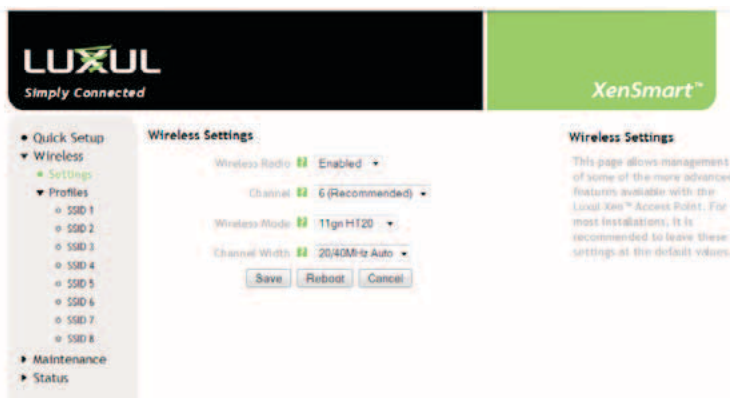 LUXUL
Simply Connected
XenSmart™
Quick Setup
Wireless
Settings
Profiles
SSID 1
SSID 2
SSID 3
SSID 4
SSID 5
SSID 6
SSID 7
SSID 8
Maintenance
Status
Wireless Settings
Wireless Radio ? Enabled
Channel ? 6 (Recommended)
Wireless Mode ? 11gn HT20
Channel Width ? 20/40MHz Auto
Save Reboot Cancel
Wireless Settings
This page allows management
of some of the more advanced
features available with the
Luxul Xen™ Access Point. For
most installations, it is
recommended to leave these
settings at the default values.